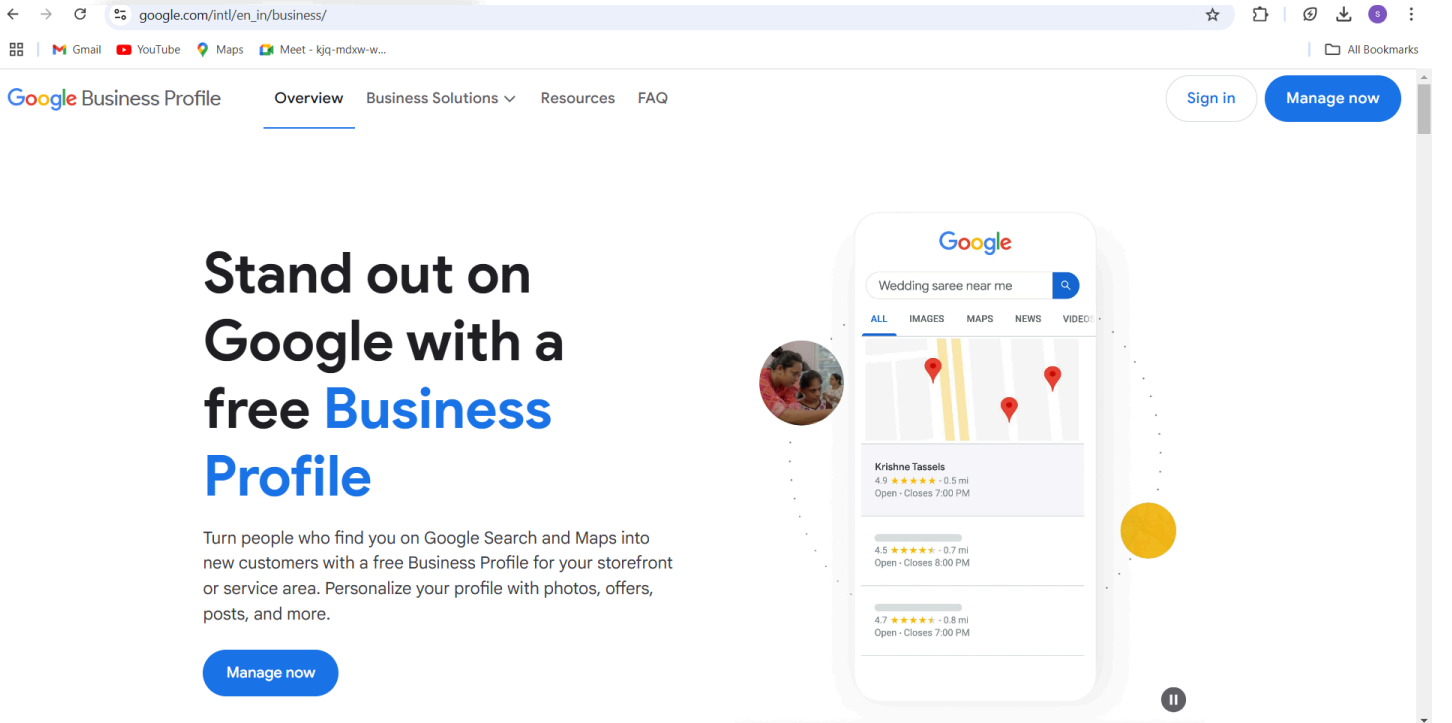 google.com/intl/en_in/business/
Gmail YouTube Maps Meet - kjq-mdxw-w... All Bookmarks
Google Business Profile Overview Business Solutions Resources FAQ Sign in Manage now
Stand out on
Google with a
free Business
Profile
Turn people who find you on Google Search and Maps into
new customers with a free Business Profile for your storefront
or service area. Personalize your profile with photos, offers,
posts, and more.
Manage now
Google
Wedding saree near me
ALL IMAGES MAPS NEWS VIDEOS
Krishne Tassels
4.9 ★★★★★ · 0.5 mi
Open · Closes 7:00 PM
4.5 ★★★★★ · 0.7 mi
Open · Closes 8:00 PM
4.7 ★★★★★ · 0.8 mi
Open · Closes 7:00 PM
S